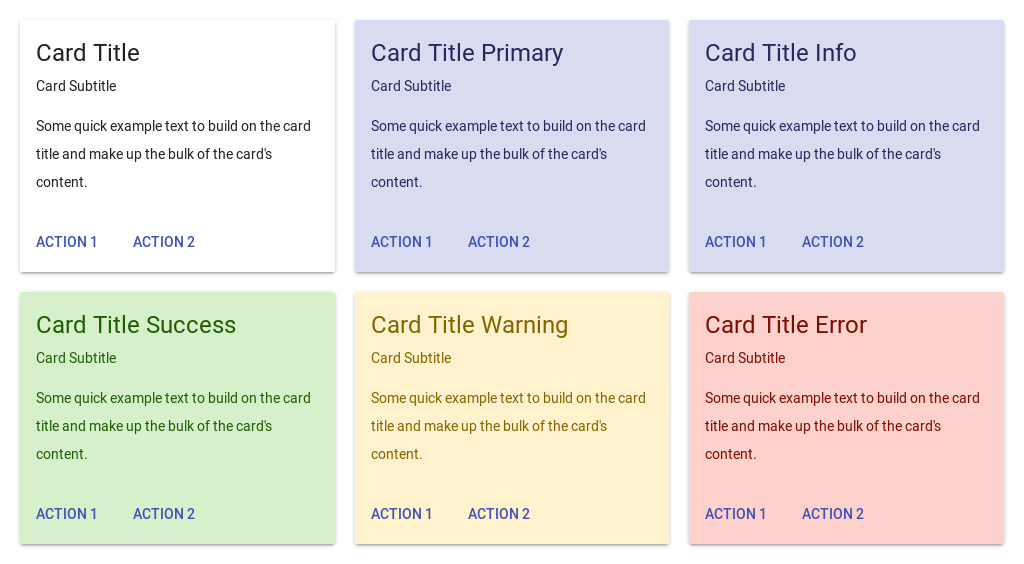 Card Title
Card Subtitle
Some quick example text to build on the card
title and make up the bulk of the card's
content.
ACTION 1 ACTION 2
Card Title Primary
Card Subtitle
Some quick example text to build on the card
title and make up the bulk of the card's
content.
ACTION 1 ACTION 2
Card Title Info
Card Subtitle
Some quick example text to build on the card
title and make up the bulk of the card's
content.
ACTION 1 ACTION 2
Card Title Success
Card Subtitle
Some quick example text to build on the card
title and make up the bulk of the card's
content.
ACTION 1 ACTION 2
Card Title Warning
Card Subtitle
Some quick example text to build on the card
title and make up the bulk of the card's
content.
ACTION 1 ACTION 2
Card Title Error
Card Subtitle
Some quick example text to build on the card
title and make up the bulk of the card's
content.
ACTION 1 ACTION 2